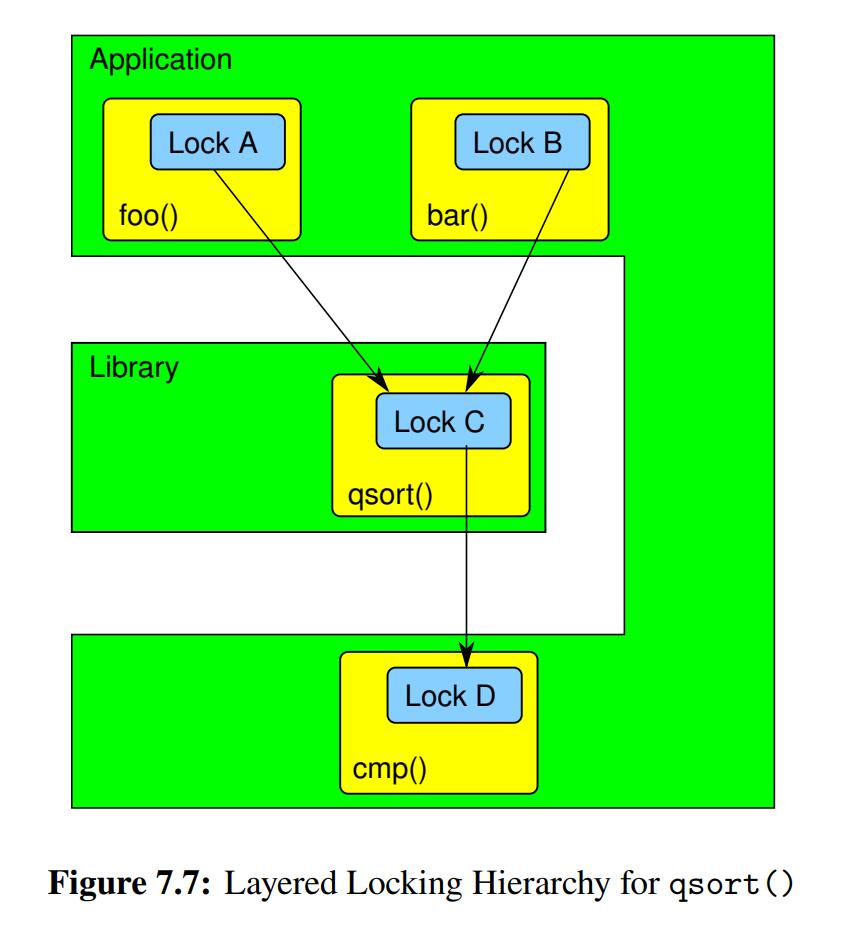 Application
Lock A
Lock B
foo()
bar()
Library
Lock C
qsort()
Lock D
cmp()
Figure 7.7: Layered Locking Hierarchy for qsort()